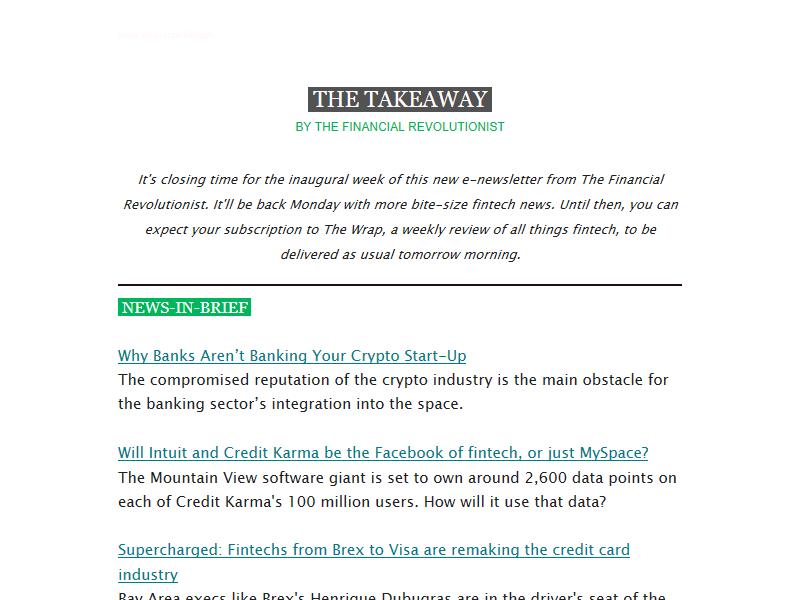 THE TAKEAWAY
BY THE FINANCIAL REVOLUTIONIST
It's closing time for the inaugural week of this new e-newsletter from The Financial
Revolutionist. It'll be back Monday with more bite-size fintech news. Until then, you can
expect your subscription to The Wrap, a weekly review of all things fintech, to be
delivered as usual tomorrow morning.
NEWS-IN-BRIEF
Why Banks Aren’t Banking Your Crypto Start-Up
The compromised reputation of the crypto industry is the main obstacle for
the banking sector’s integration into the space.
Will Intuit and Credit Karma be the Facebook of fintech, or just MySpace?
The Mountain View software giant is set to own around 2,600 data points on
each of Credit Karma's 100 million users. How will it use that data?
Supercharged: Fintechs from Brex to Visa are remaking the credit card
industry
Bay Area execs like Brex's Henrique Dubugras are in the driver's seat of the